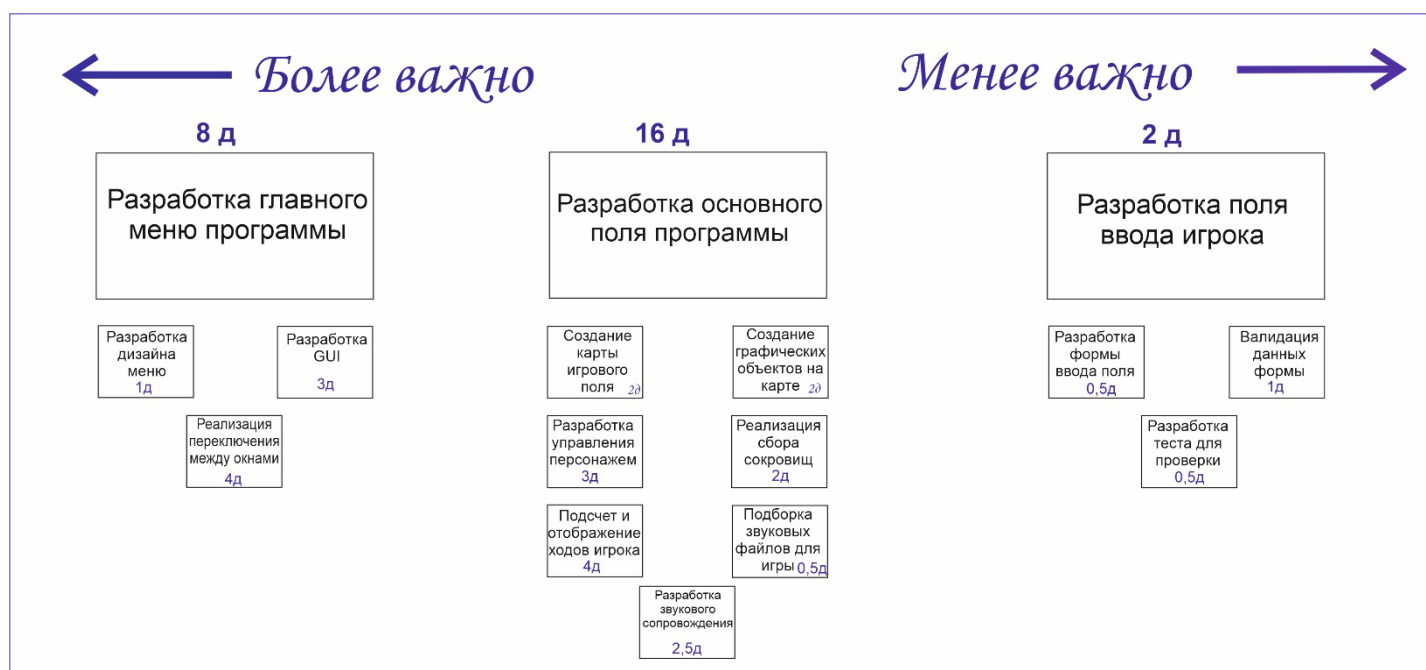 Более важно
Менее важно
8 д
Разработка главного
меню программы
Разработка
дизайна
меню
1д
Разработка
GUI
3д
Реализация
переключения
между окнами
4д
16 д
Разработка основного
поля программы
Создание
карты
игрового
поля 2д
Создание
графических
объектов на
карте 2д
Разработка
управления
персонажем
3д
Реализация
сбора
сокровищ
2д
Подсчет и
отображение
ходов игрока
4д
Подборка
звуковых
файлов для
игры 0,5д
Разработка
звукового
сопровождения
2,5д
2 д
Разработка поля
ввода игрока
Разработка
формы
ввода поля
0,5д
Валидация
данных
формы
1д
Разработка
теста для
проверки
0,5д